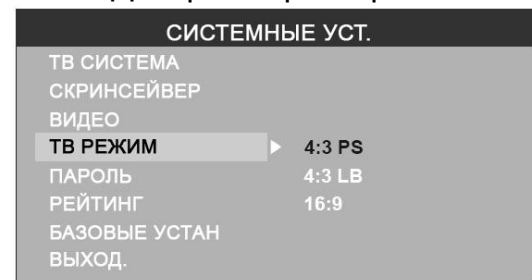 СИСТЕМНЫЕ УСТ.
ТВ СИСТЕМА
СКРИНСЕЙВЕР
ВИДЕО
ТВ РЕЖИМ 4:3 PS
ПАРОЛЬ 4:3 LB
РЕЙТИНГ 16:9
БАЗОВЫЕ УСТАН
ВЫХОД.